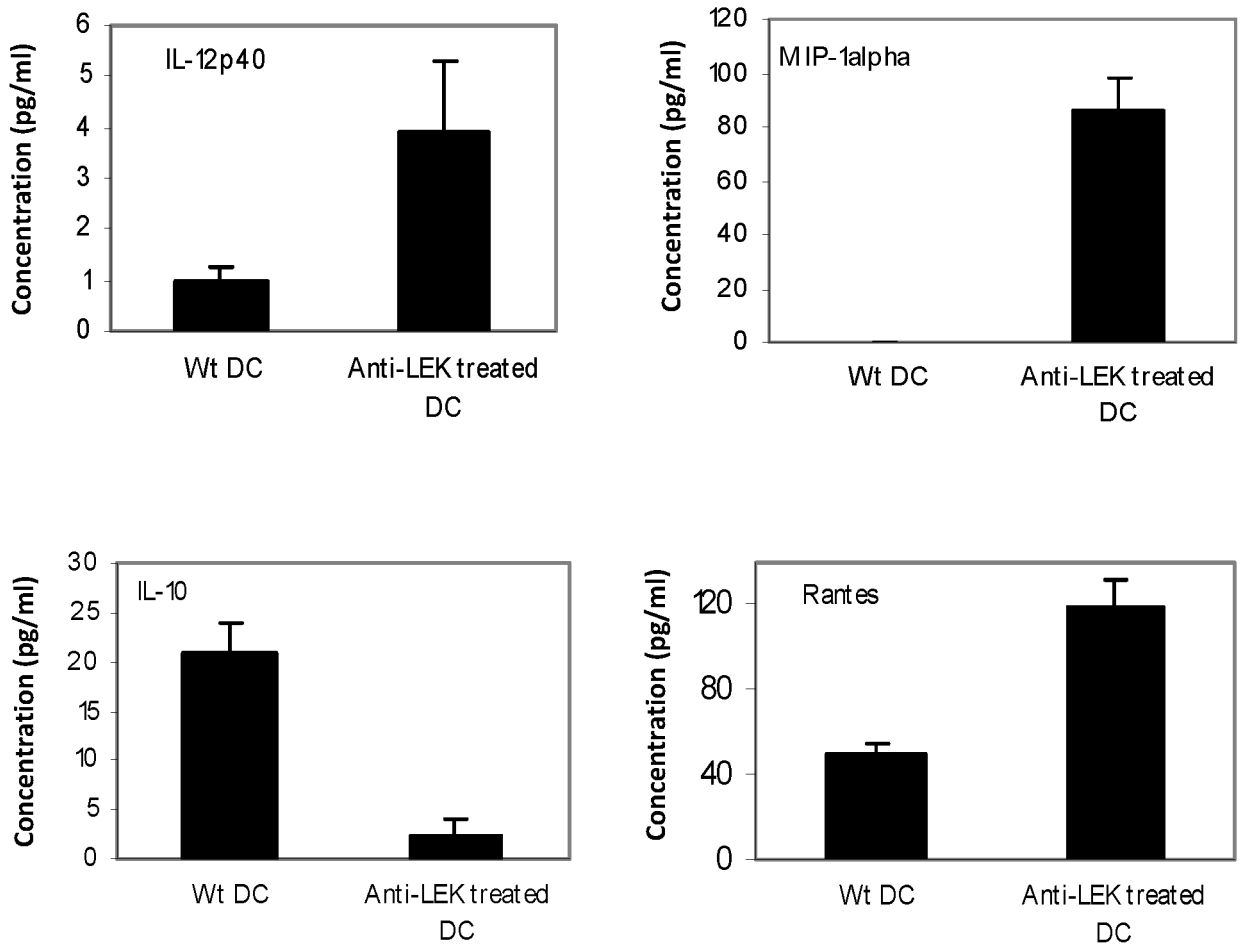 6
5
4
3
2
1
0
Concentration (pg/ml)
IL-12p40
Wt DC
Anti-LEK treated
DC
120
100
80
60
40
20
0
Concentration (pg/ml)
MIP-1alpha
Wt DC
Anti-LEK treated
DC
30
25
20
15
10
5
0
Concentration (pg/ml)
IL-10
Wt DC
Anti-LEK treated
DC
120
80
40
0
Concentration (pg/ml)
Rantes
Wt DC
Anti-LEK treated
DC